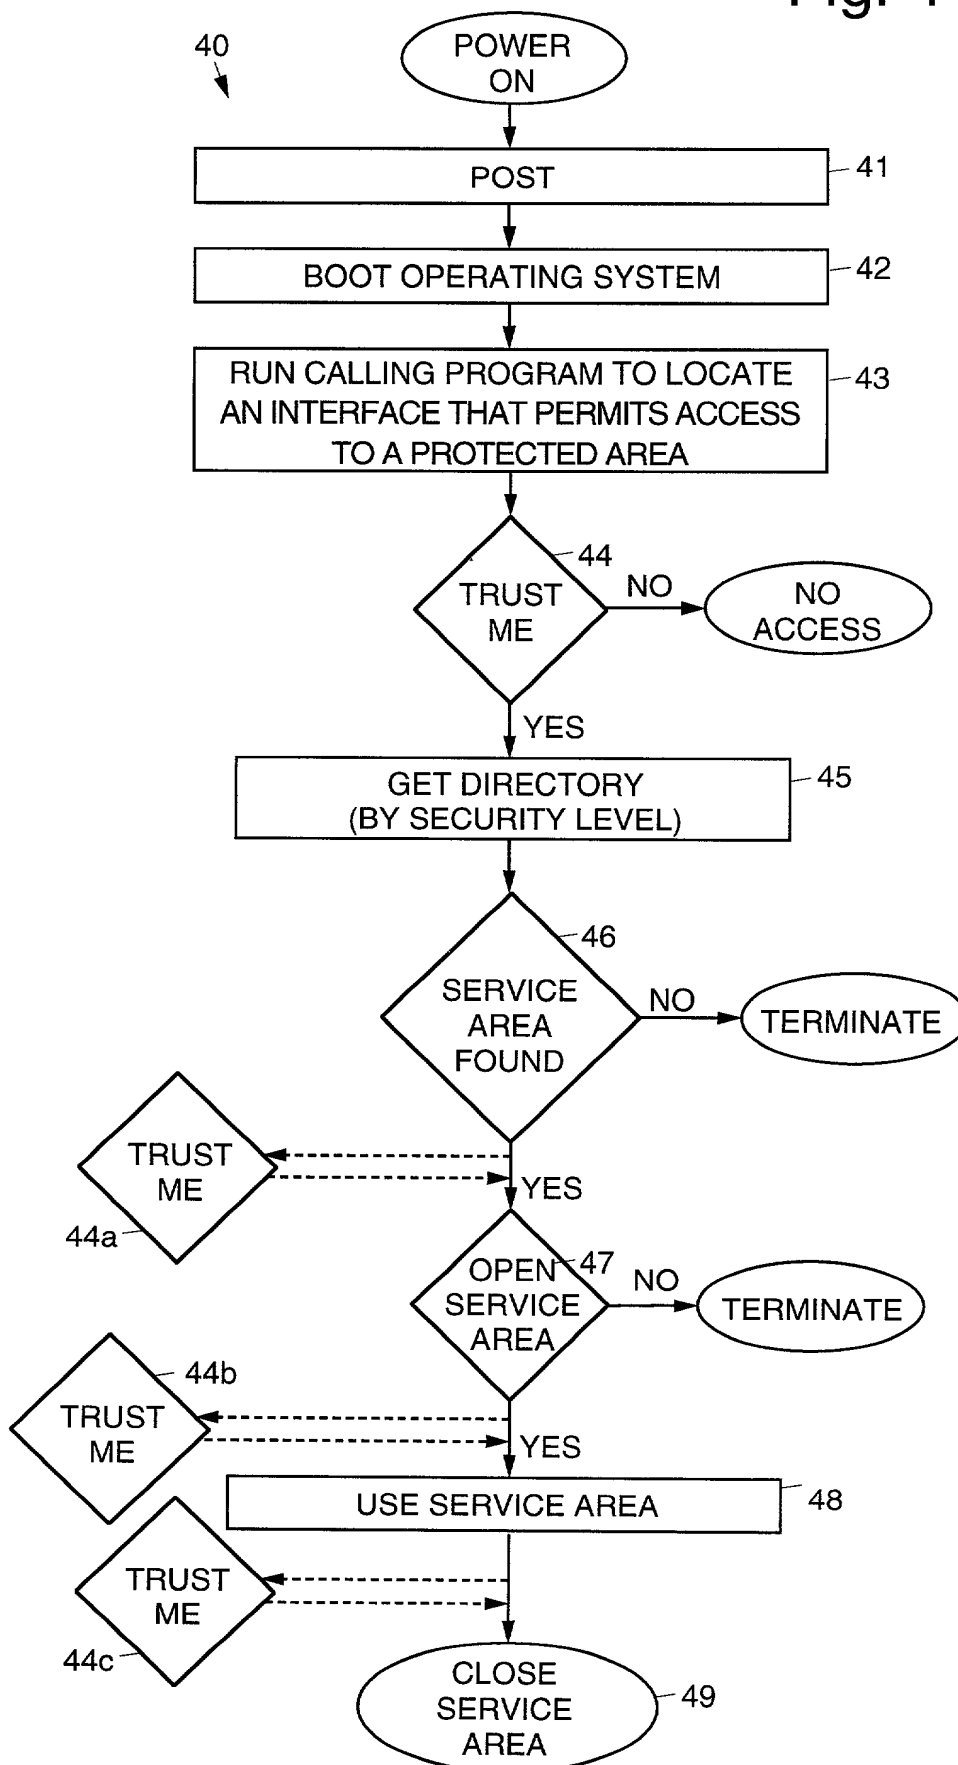 40
POWER
ON
POST
41
BOOT OPERATING SYSTEM
42
RUN CALLING PROGRAM TO LOCATE
AN INTERFACE THAT PERMITS ACCESS
TO A PROTECTED AREA
43
44
TRUST
ME
NO
NO
ACCESS
YES
GET DIRECTORY
(BY SECURITY LEVEL)
45
46
SERVICE
AREA
FOUND
NO
TERMINATE
TRUST
ME
44a
YES
OPEN
SERVICE
AREA
47
NO
TERMINATE
44b
TRUST
ME
YES
USE SERVICE AREA
48
TRUST
ME
44c
CLOSE
SERVICE
AREA
49